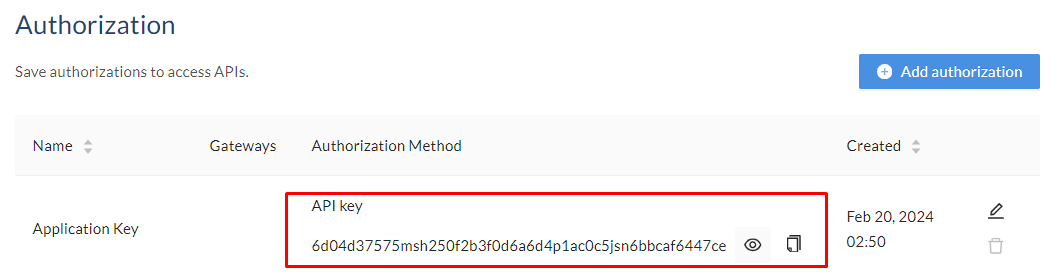 Authorization
Save authorizations to access APIs.
Add authorization
Name Gateways Authorization Method Created
API key
Application Key
Feb 20, 2024
6d04d37575msh250f2b3f0d6a6d4p1ac0c5jsn6bbcaf6447ce
02:50